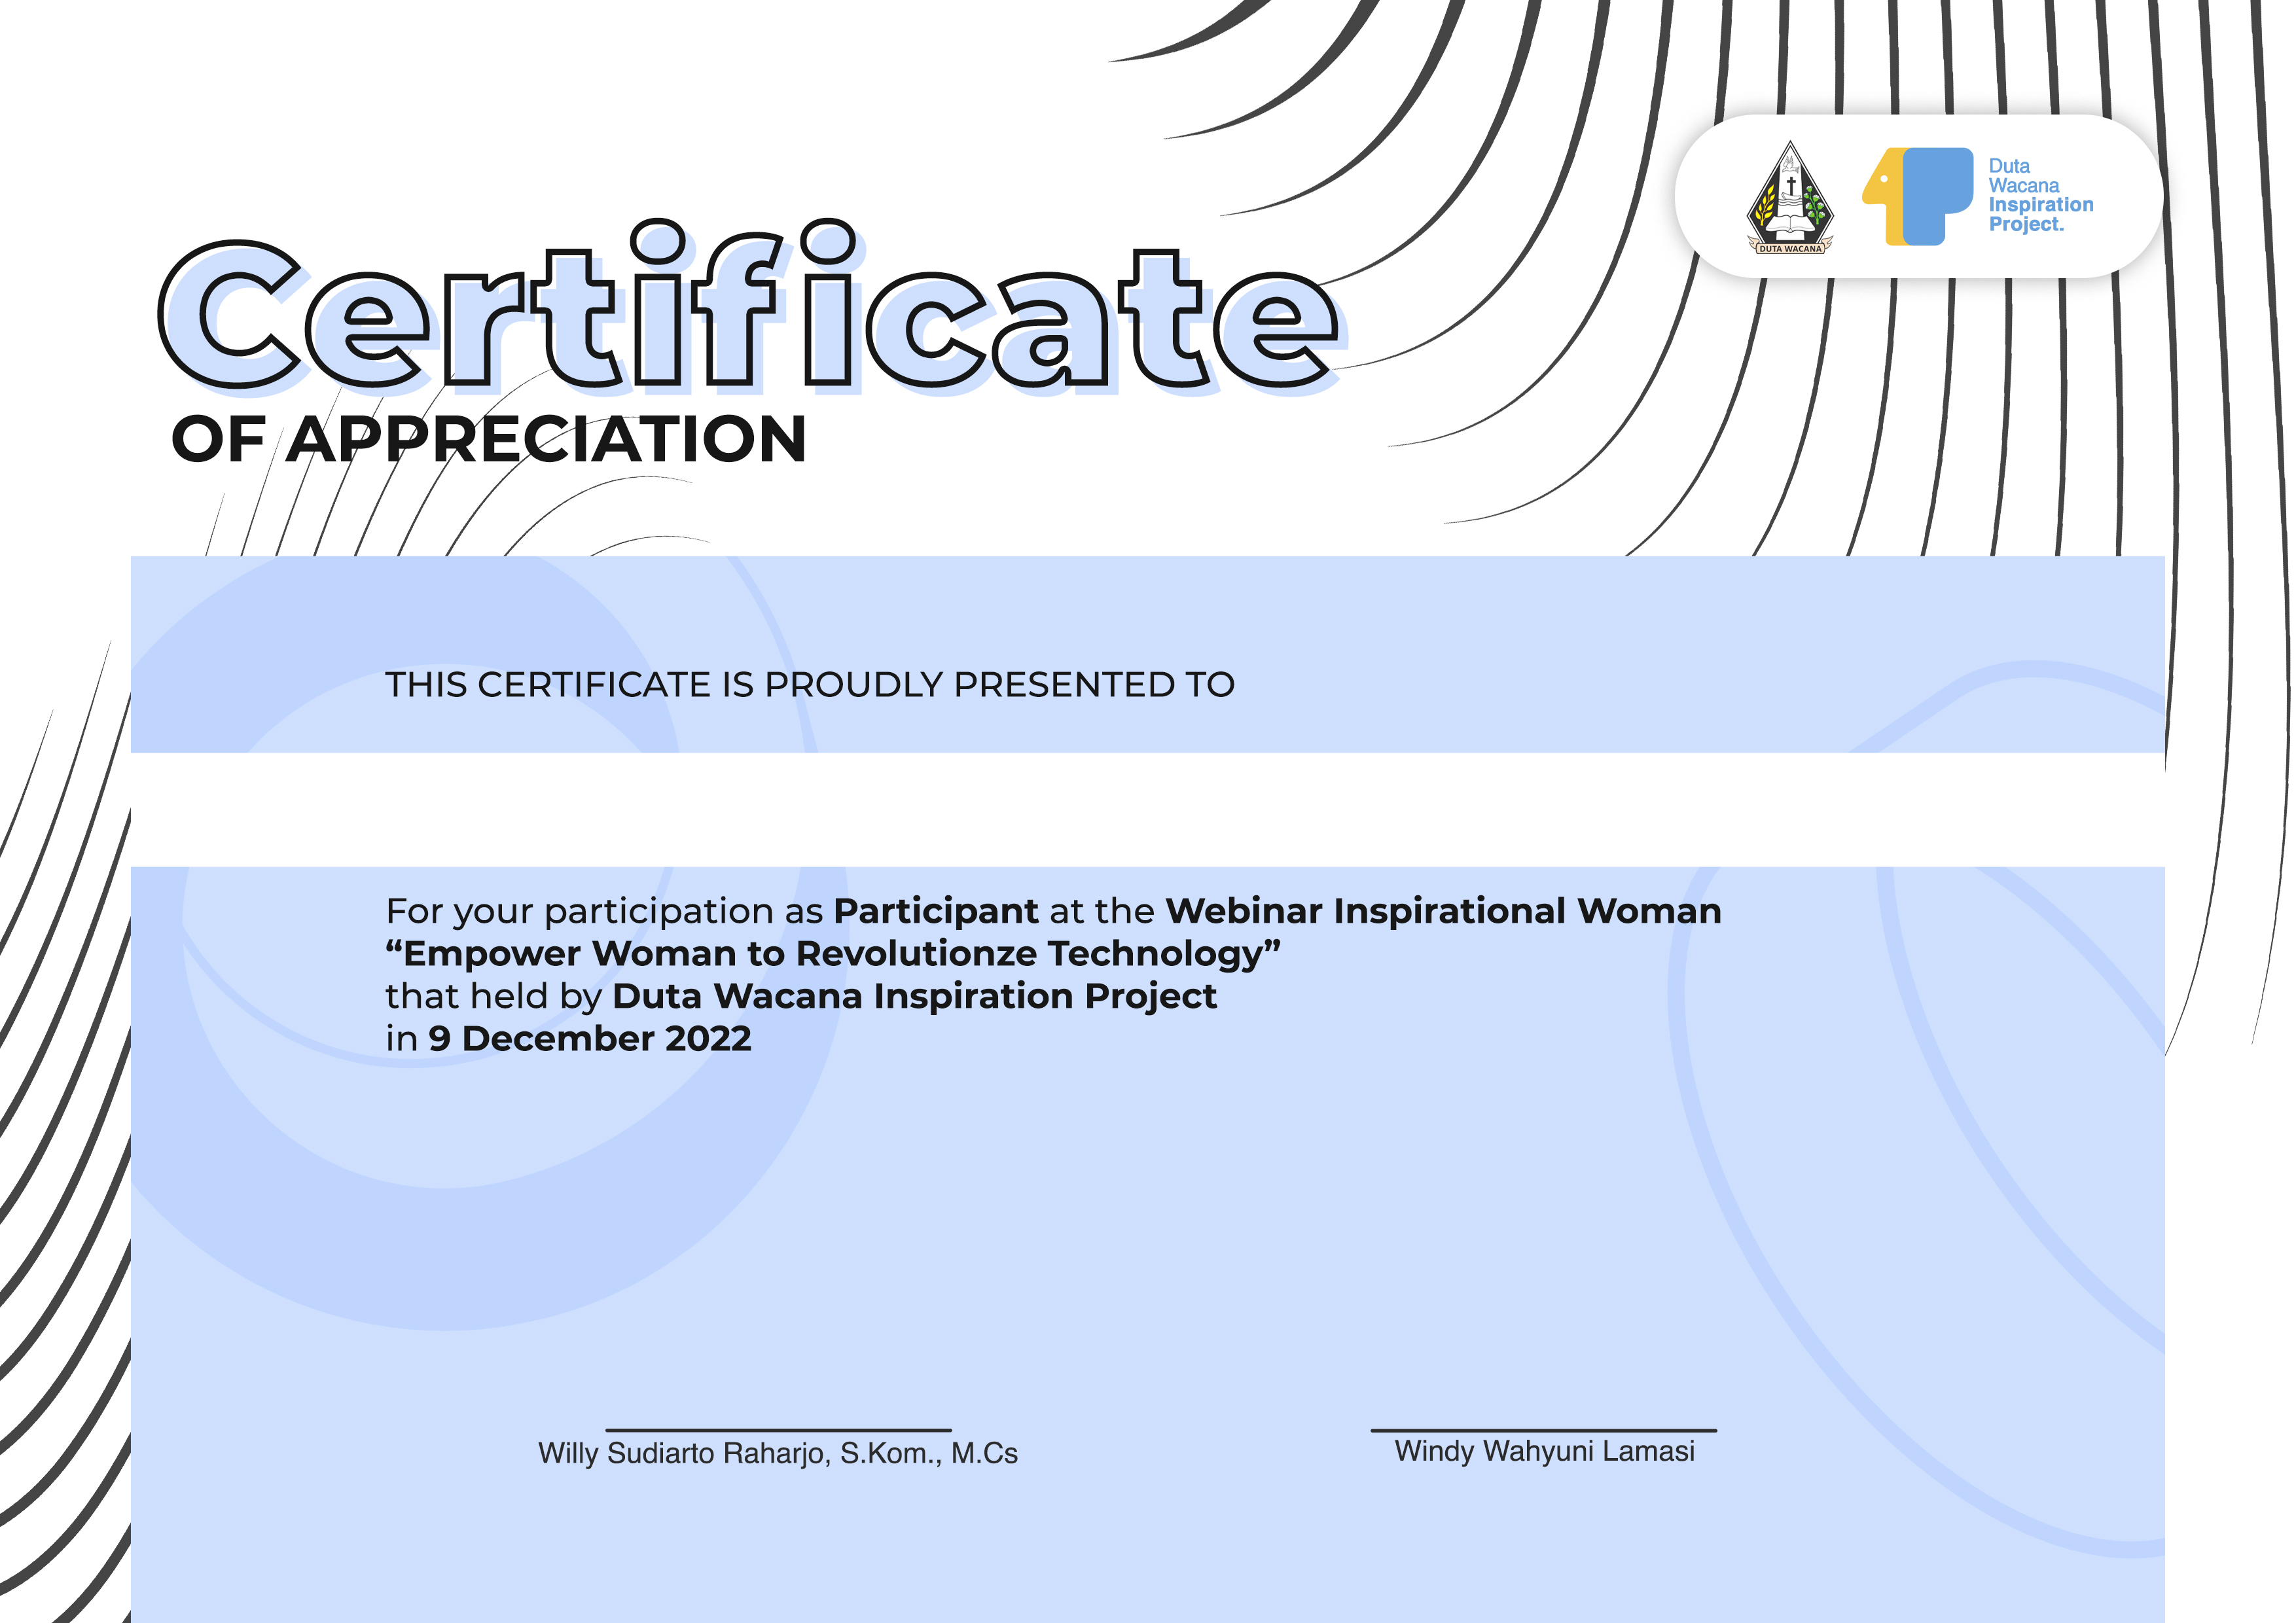 DUTA WACANA
Duta
Wacana
Inspiration
Project.
Certificate
OF APPRECIATION
THIS CERTIFICATE IS PROUDLY PRESENTED TO
For your participation as Participant at the Webinar Inspirational Woman
“Empower Woman to Revolutionze Technology”
that held by Duta Wacana Inspiration Project
in 9 December 2022
Willy Sudiarto Raharjo, S.Kom., M.Cs
Windy Wahyuni Lamasi